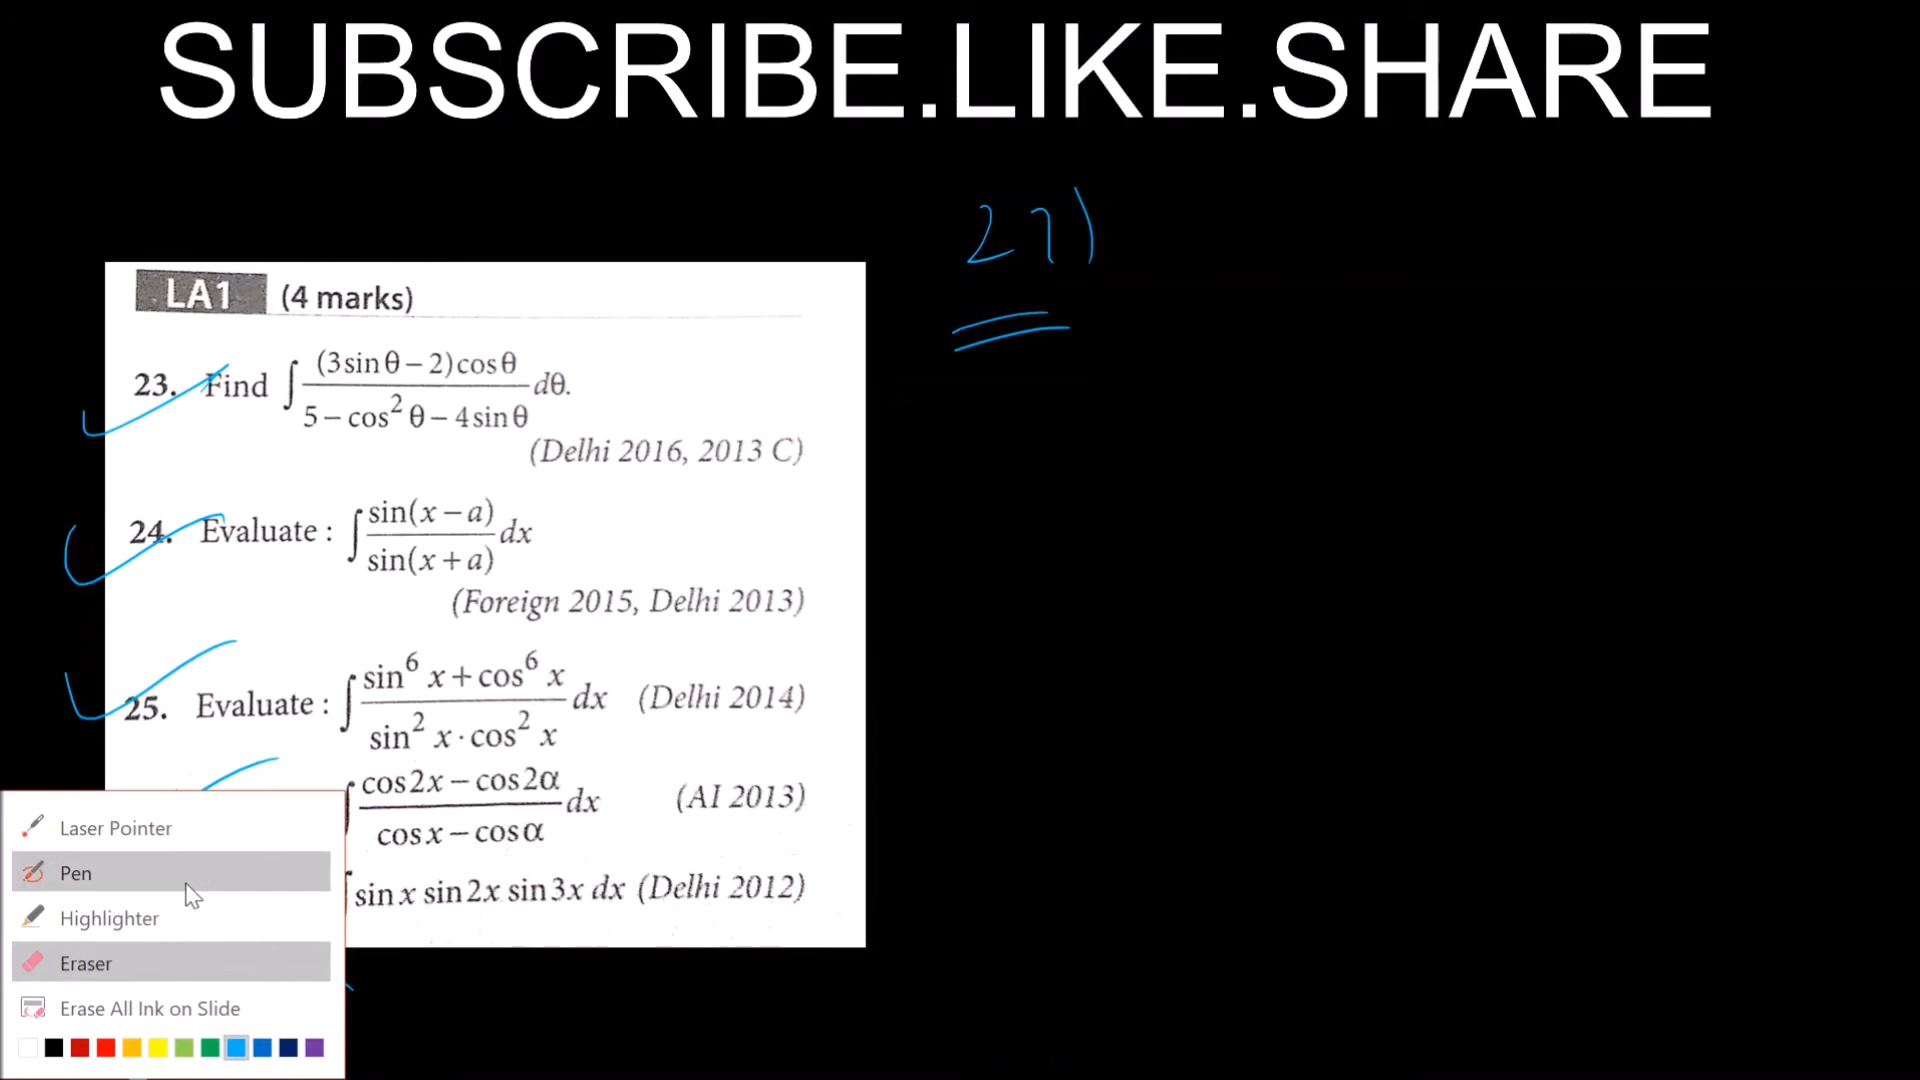 SUBSCRIBE.LIKE.SHARE
27)
LA1 (4 marks)
23. Find ∫ (3 sin θ – 2) cos θ / 5 – cos² θ – 4 sin θ dθ.
(Delhi 2016, 2013 C)
24. Evaluate : ∫ sin(x – a) / sin(x + a) dx
(Foreign 2015, Delhi 2013)
25. Evaluate : ∫ sin⁶ x + cos⁶ x / sin² x · cos² x dx (Delhi 2014)
∫ cos 2x – cos 2α / cos x – cos α dx (AI 2013)
∫ sin x sin 2x sin 3x dx (Delhi 2012)
Laser Pointer
Pen
Highlighter
Eraser
Erase All Ink on Slide